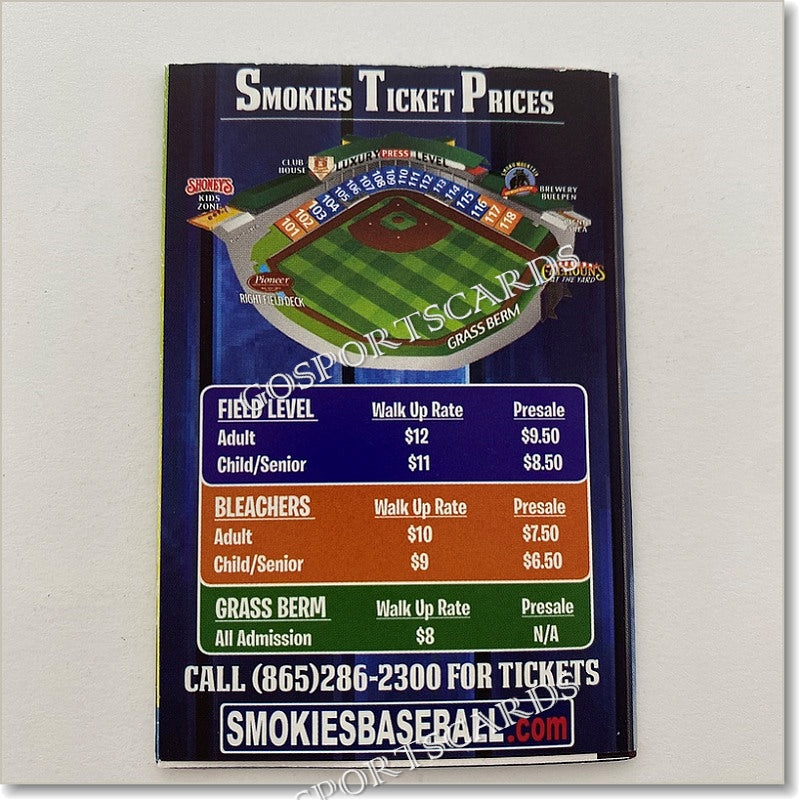 SMOKIES TICKET PRICES
CLUB HOUSE
LUXURY PRESS LEVEL
SHONEY'S
KIDS ZONE
BREWERY BULLPEN
101 102 103 104 105 106 107 108 109 110 111 112 113 114 115 116 117 118
Pioneer
RIGHT FIELD DECK
CALHOUN'S
AT THE YARD
GRASS BERM
GOSPORTSCARDS
FIELD LEVEL Walk Up Rate Presale
Adult $12 $9.50
Child/Senior $11 $8.50
BLEACHERS Walk Up Rate Presale
Adult $10 $7.50
Child/Senior $9 $6.50
GRASS BERM Walk Up Rate Presale
All Admission $8 N/A
CALL (865)286-2300 FOR TICKETS
SMOKIESBASEBALL.com
GOSPORTSCARDS